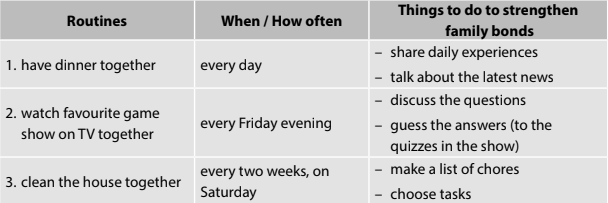 Routines
When / How often
Things to do to strengthen
family bonds
1. have dinner together
every day
– share daily experiences
– talk about the latest news
2. watch favourite game
show on TV together
every Friday evening
– discuss the questions
– guess the answers (to the
quizzes in the show)
3. clean the house together
every two weeks, on
Saturday
– make a list of chores
– choose tasks